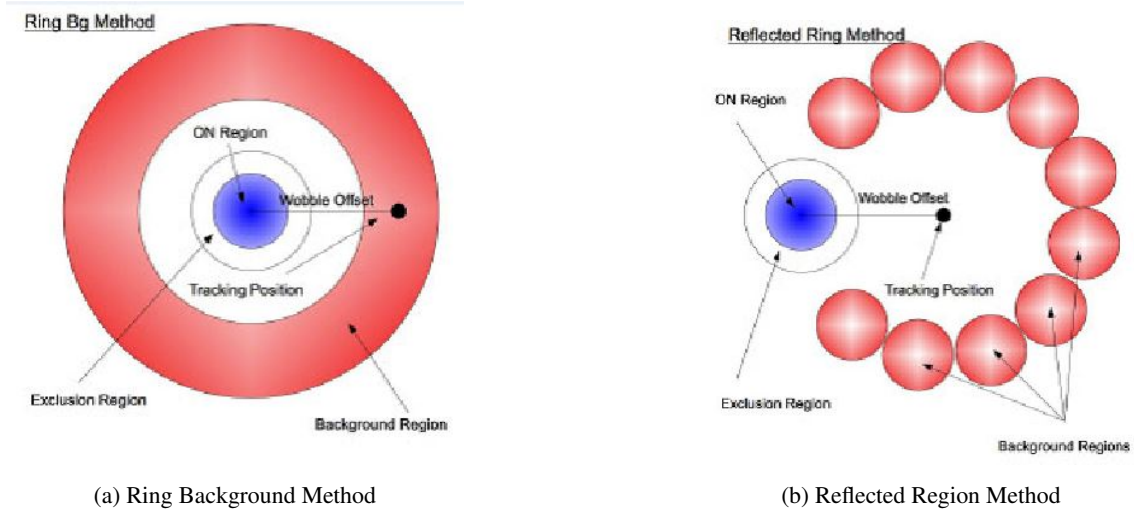 Ring Bg Method
ON Region
Wobble Offset
Tracking Position
Exclusion Region
Background Region
(a) Ring Background Method
Reflected Ring Method
ON Region
Wobble Offset
Tracking Position
Exclusion Region
Background Regions
(b) Reflected Region Method